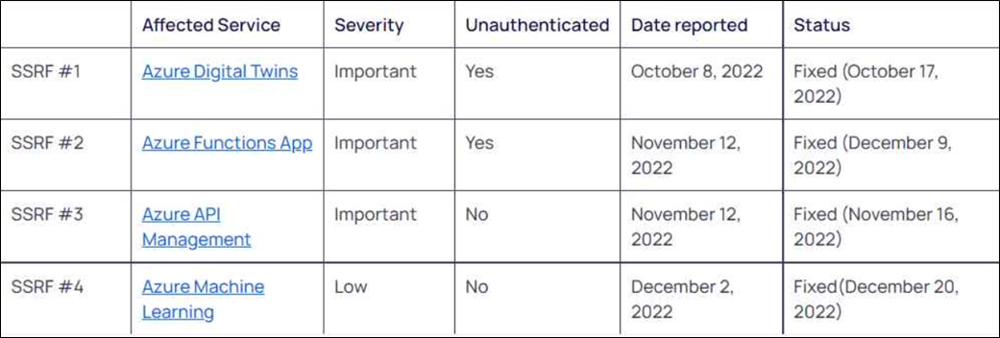 Affected Service Severity Unauthenticated Date reported Status
SSRF #1 Azure Digital Twins Important Yes October 8, 2022 Fixed (October 17,
2022)
SSRF #2 Azure Functions App Important Yes November 12, Fixed (December 9,
2022 2022)
SSRF #3 Azure API Important No November 12, Fixed (November 16,
Management 2022 2022)
SSRF #4 Azure Machine Low No December 2, Fixed(December 20,
Learning 2022 2022)